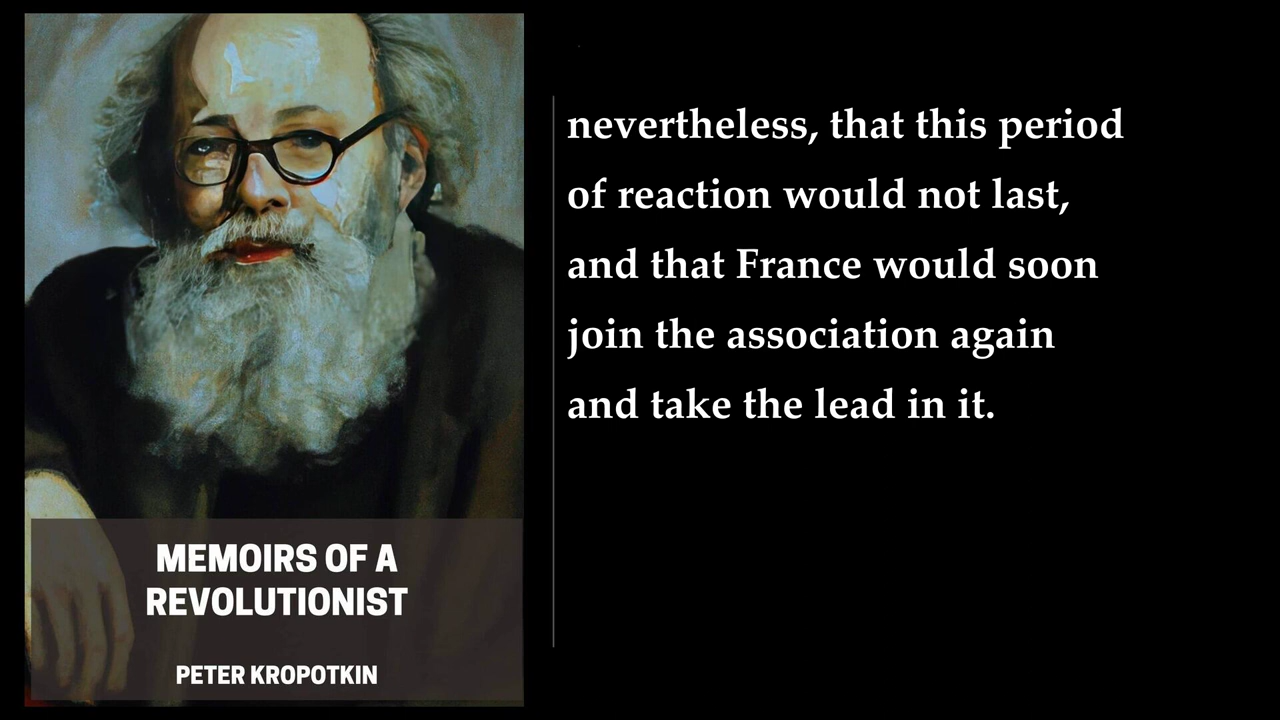 MEMOIRS OF A
REVOLUTIONIST
PETER KROPOTKIN
nevertheless, that this period
of reaction would not last,
and that France would soon
join the association again
and take the lead in it.